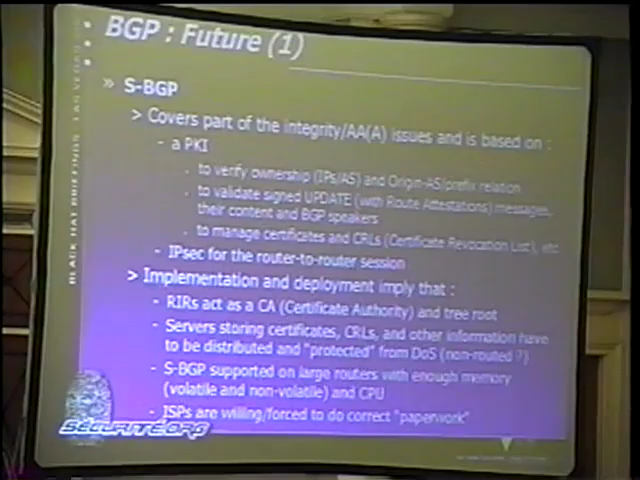 BGP : Future (1)
» S-BGP
> Covers part of the integrity/AA(A) issues and is based on :
- a PKI
. to verify ownership (IPs/AS) and Origin-AS/prefix relation
. to validate signed UPDATE (with Route Attestations) messages,
their content and BGP speakers
. to manage certificates and CRLs (Certificate Revocation List), etc
- IPsec for the router-to-router session
> Implementation and deployment imply that :
- RIRs act as a CA (Certificate Authority) and tree root
- Servers storing certificates, CRLs, and other information have
to be distributed and "protected" from DoS (non-routed ?)
- S-BGP supported on large routers with enough memory
(volatile and non-volatile) and CPU
- ISPs are willing/forced to do correct "paperwork"
SÉCURITÉ.ORG
BLACK HAT BRIEFINGS LAS VEGAS